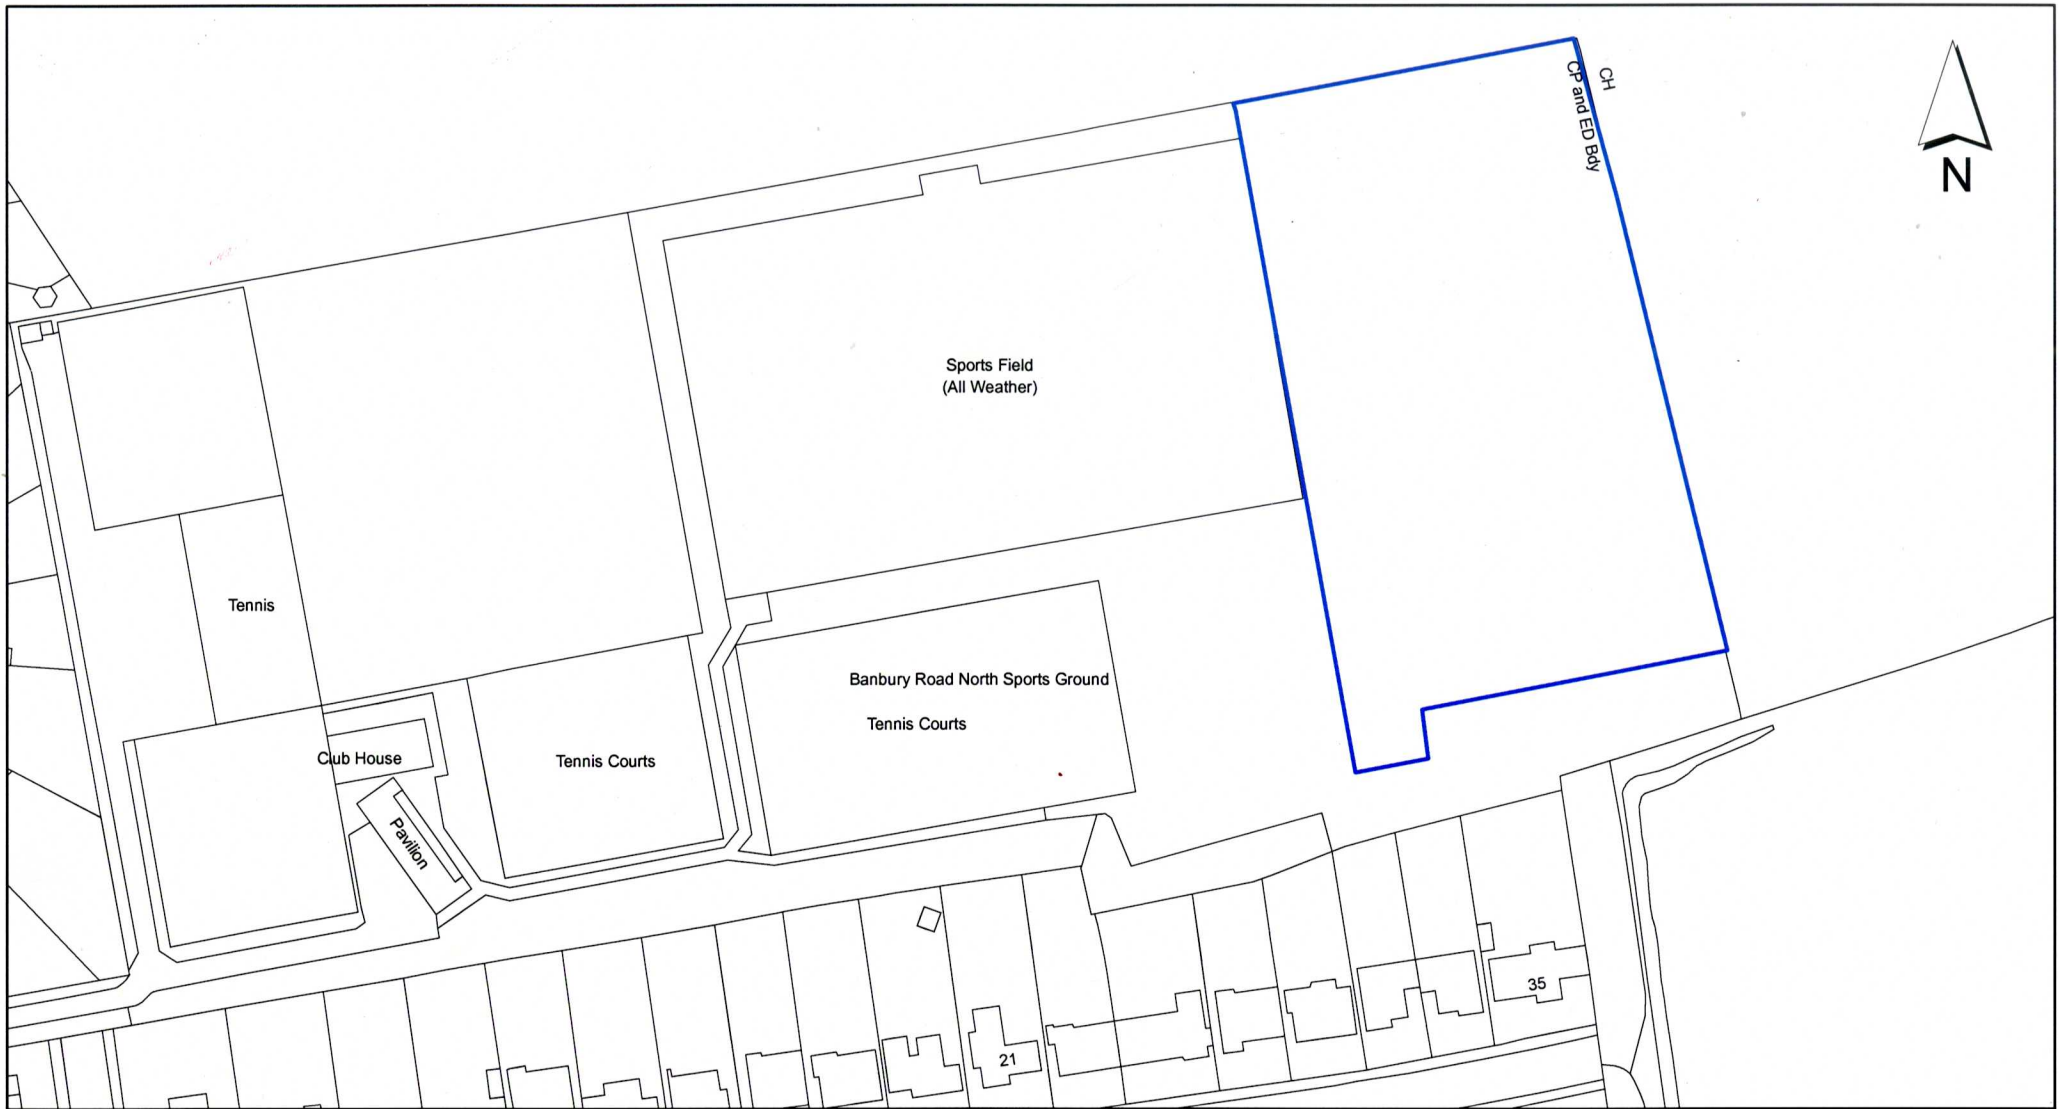 CH
CP and ED Bdy
N
Sports Field
(All Weather)
Tennis
Banbury Road North Sports Ground
Tennis Courts
Club House
Tennis Courts
Pavilion
35
21